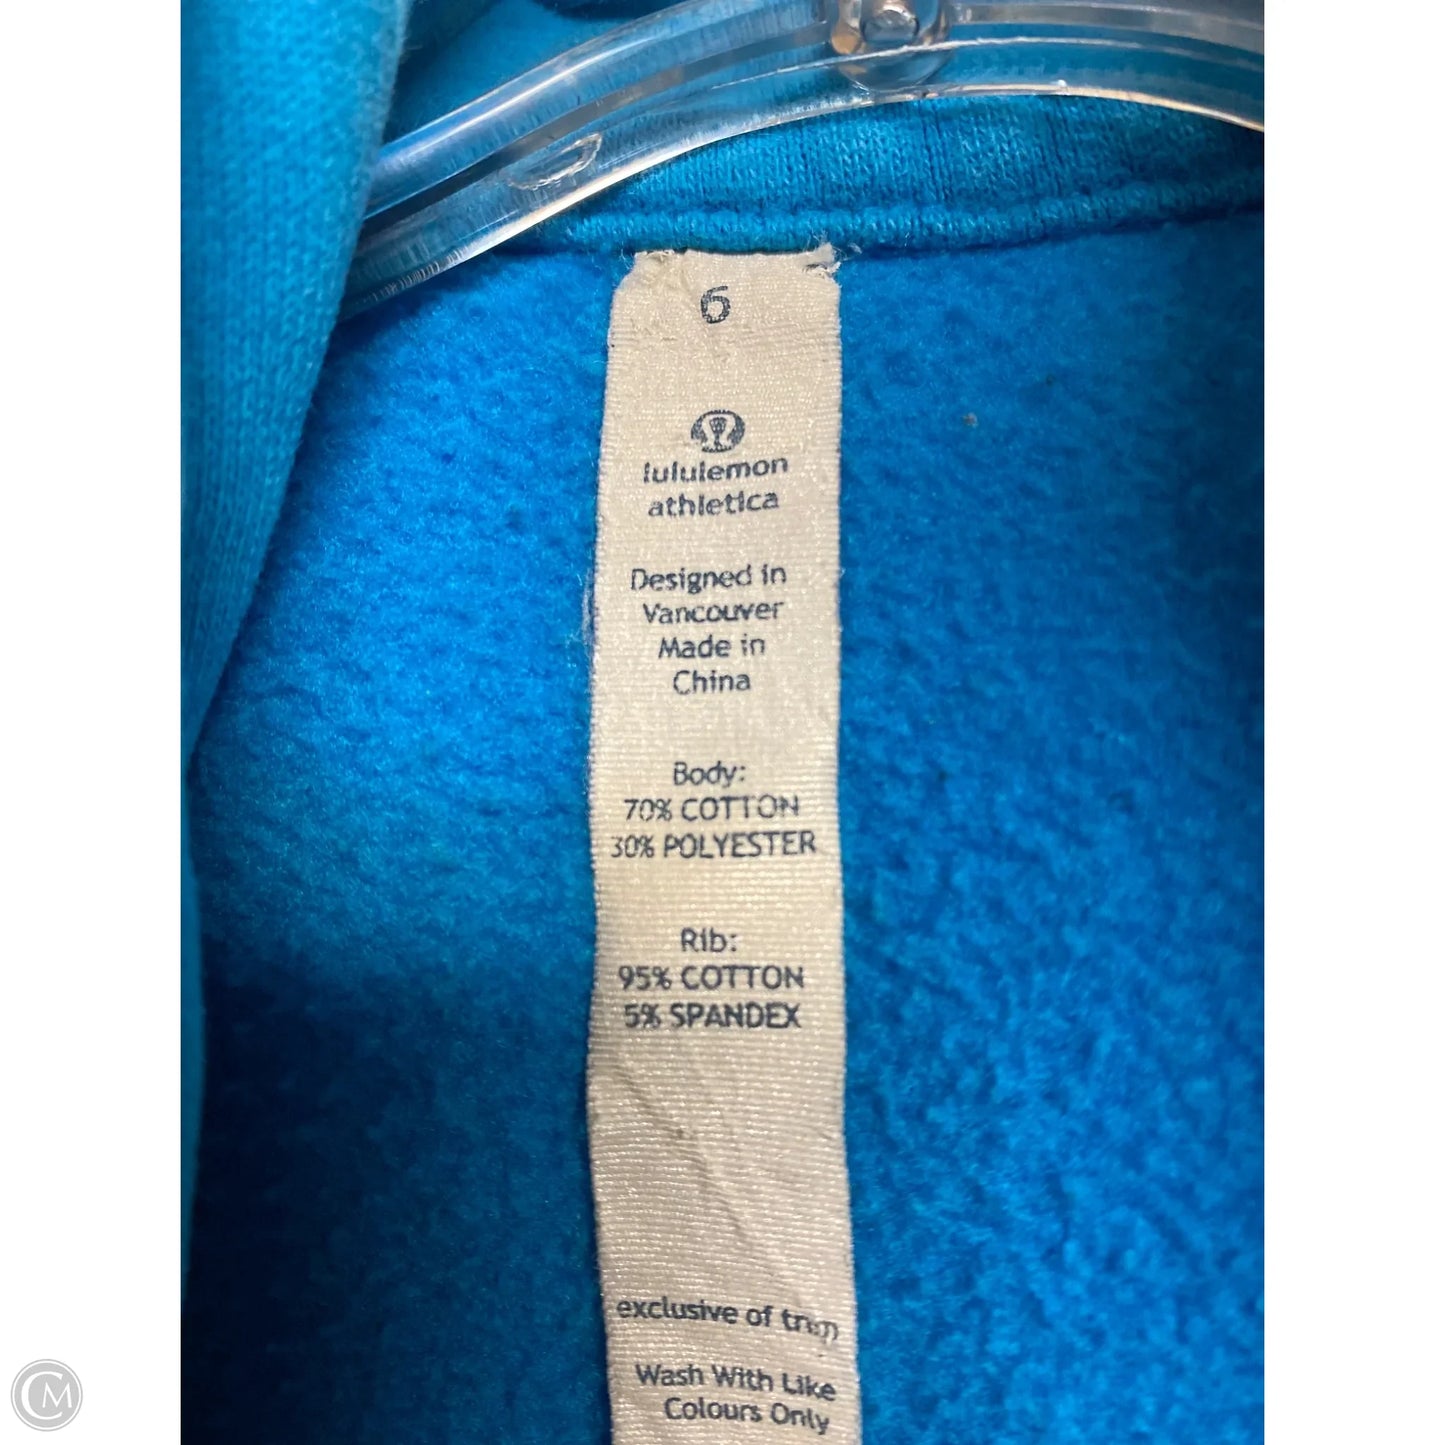 6
lululemon
athletica
Designed in
Vancouver
Made in
China
Body:
70% COTTON
30% POLYESTER
Rib:
95% COTTON
5% SPANDEX
exclusive of trim
Wash With Like
Colours Only
CM